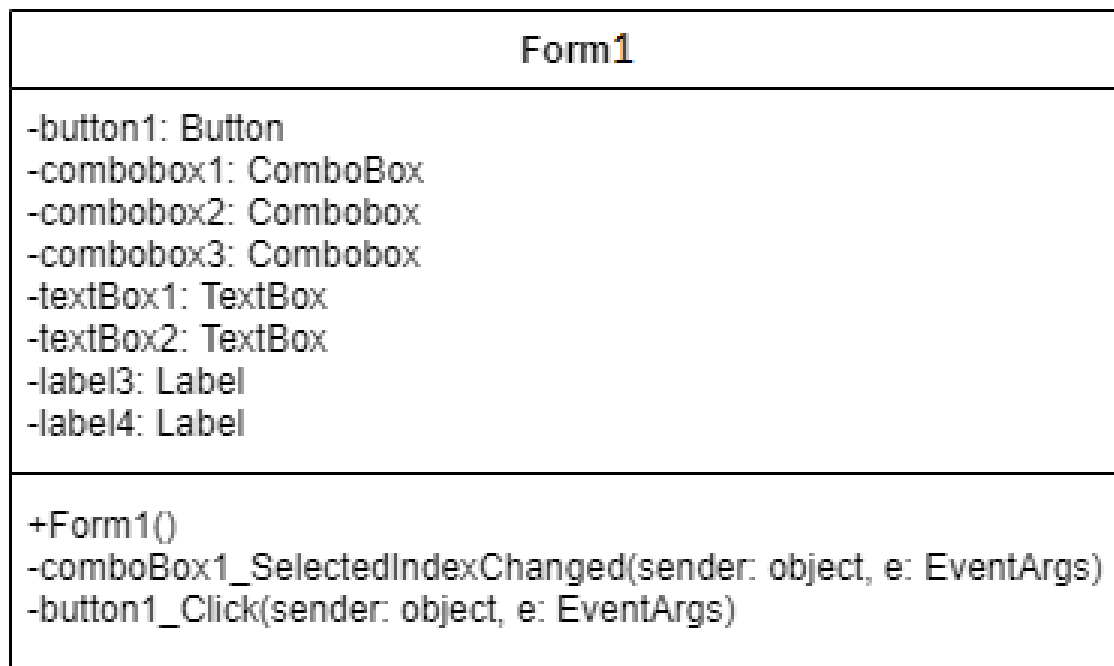 Form1
-button1: Button
-combobox1: ComboBox
-combobox2: Combobox
-combobox3: Combobox
-textBox1: TextBox
-textBox2: TextBox
-label3: Label
-label4: Label
+Form1()
-comboBox1_SelectedIndexChanged(sender: object, e: EventArgs)
-button1_Click(sender: object, e: EventArgs)